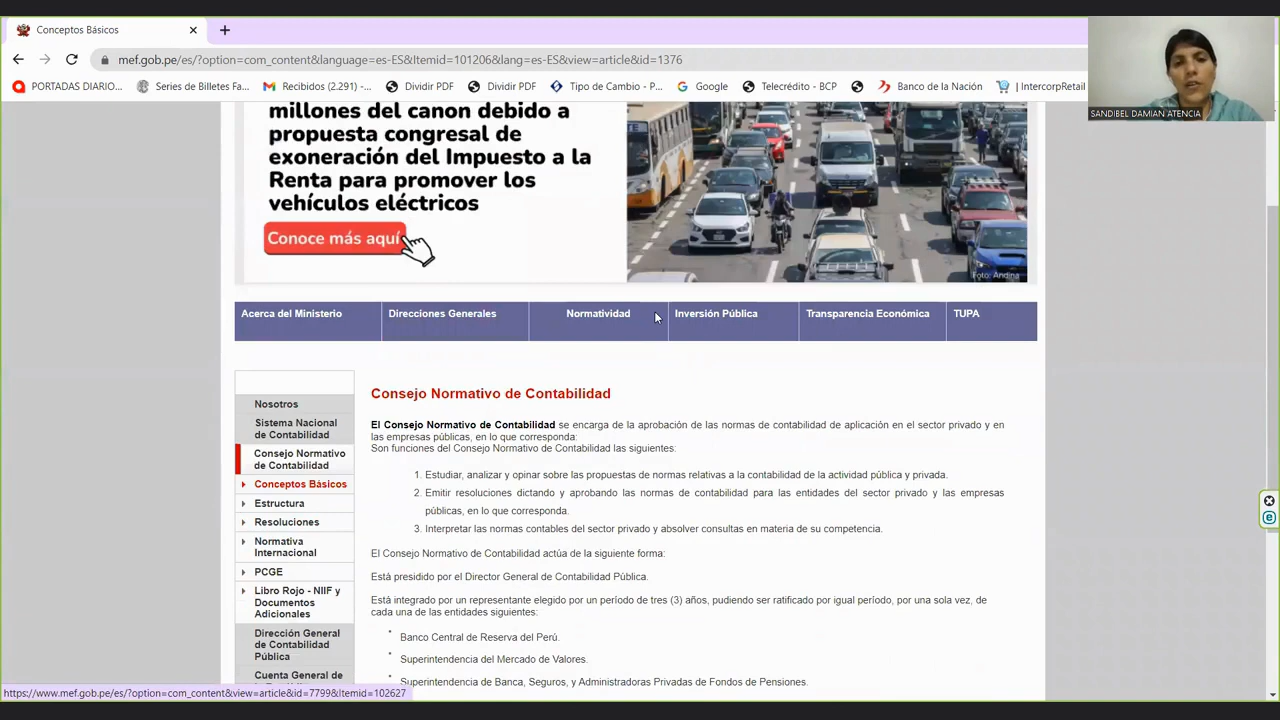 Conceptos Básicos
mef.gob.pe/es/?option=com_content&language=es-ES&Itemid=101206&lang=es-ES&view=article&id=1376
PORTADAS DIARIO... Series de Billetes Fa... Recibidos (2.291) -... Dividir PDF Dividir PDF Tipo de Cambio - P... Google Telecrédito - BCP Banco de la Nación | IntercorpRetail
SANDIBEL DAMIAN ATENCIA
millones del canon debido a
propuesta congresal de
exoneración del Impuesto a la
Renta para promover los
vehículos eléctricos
Conoce más aquí
Foto: Andina
Acerca del Ministerio Direcciones Generales Normatividad Inversión Pública Transparencia Económica TUPA
Nosotros
Sistema Nacional
de Contabilidad
Consejo Normativo
de Contabilidad
Conceptos Básicos
Estructura
Resoluciones
Normativa
Internacional
PCGE
Libro Rojo - NIIF y
Documentos
Adicionales
Dirección General
de Contabilidad
Pública
Cuenta General de
Consejo Normativo de Contabilidad
El Consejo Normativo de Contabilidad se encarga de la aprobación de las normas de contabilidad de aplicación en el sector privado y en
las empresas públicas, en lo que corresponda:
Son funciones del Consejo Normativo de Contabilidad las siguientes:
1. Estudiar, analizar y opinar sobre las propuestas de normas relativas a la contabilidad de la actividad pública y privada.
2. Emitir resoluciones dictando y aprobando las normas de contabilidad para las entidades del sector privado y las empresas
públicas, en lo que corresponda.
3. Interpretar las normas contables del sector privado y absolver consultas en materia de su competencia.
El Consejo Normativo de Contabilidad actúa de la siguiente forma:
Está presidido por el Director General de Contabilidad Pública.
Está integrado por un representante elegido por un período de tres (3) años, pudiendo ser ratificado por igual período, por una sola vez, de
cada una de las entidades siguientes:
* Banco Central de Reserva del Perú.
* Superintendencia del Mercado de Valores.
* Superintendencia de Banca, Seguros, y Administradoras Privadas de Fondos de Pensiones.
https://www.mef.gob.pe/es/?option=com_content&view=article&id=7799&Itemid=102627